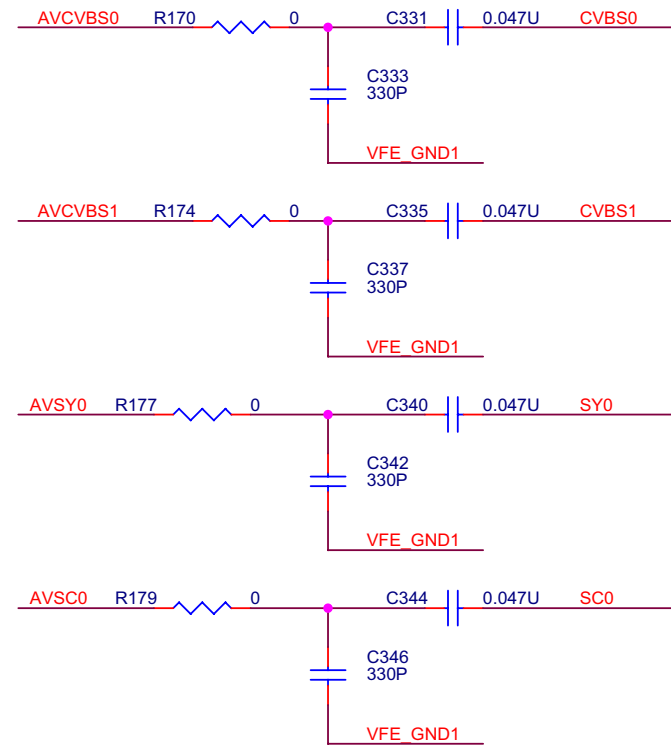 AVCVBS0 R170 0 C331 0.047U CVBS0
C333
330P
VFE_GND1
AVCVBS1 R174 0 C335 0.047U CVBS1
C337
330P
VFE_GND1
AVSY0 R177 0 C340 0.047U SY0
C342
330P
VFE_GND1
AVSC0 R179 0 C344 0.047U SC0
C346
330P
VFE_GND1